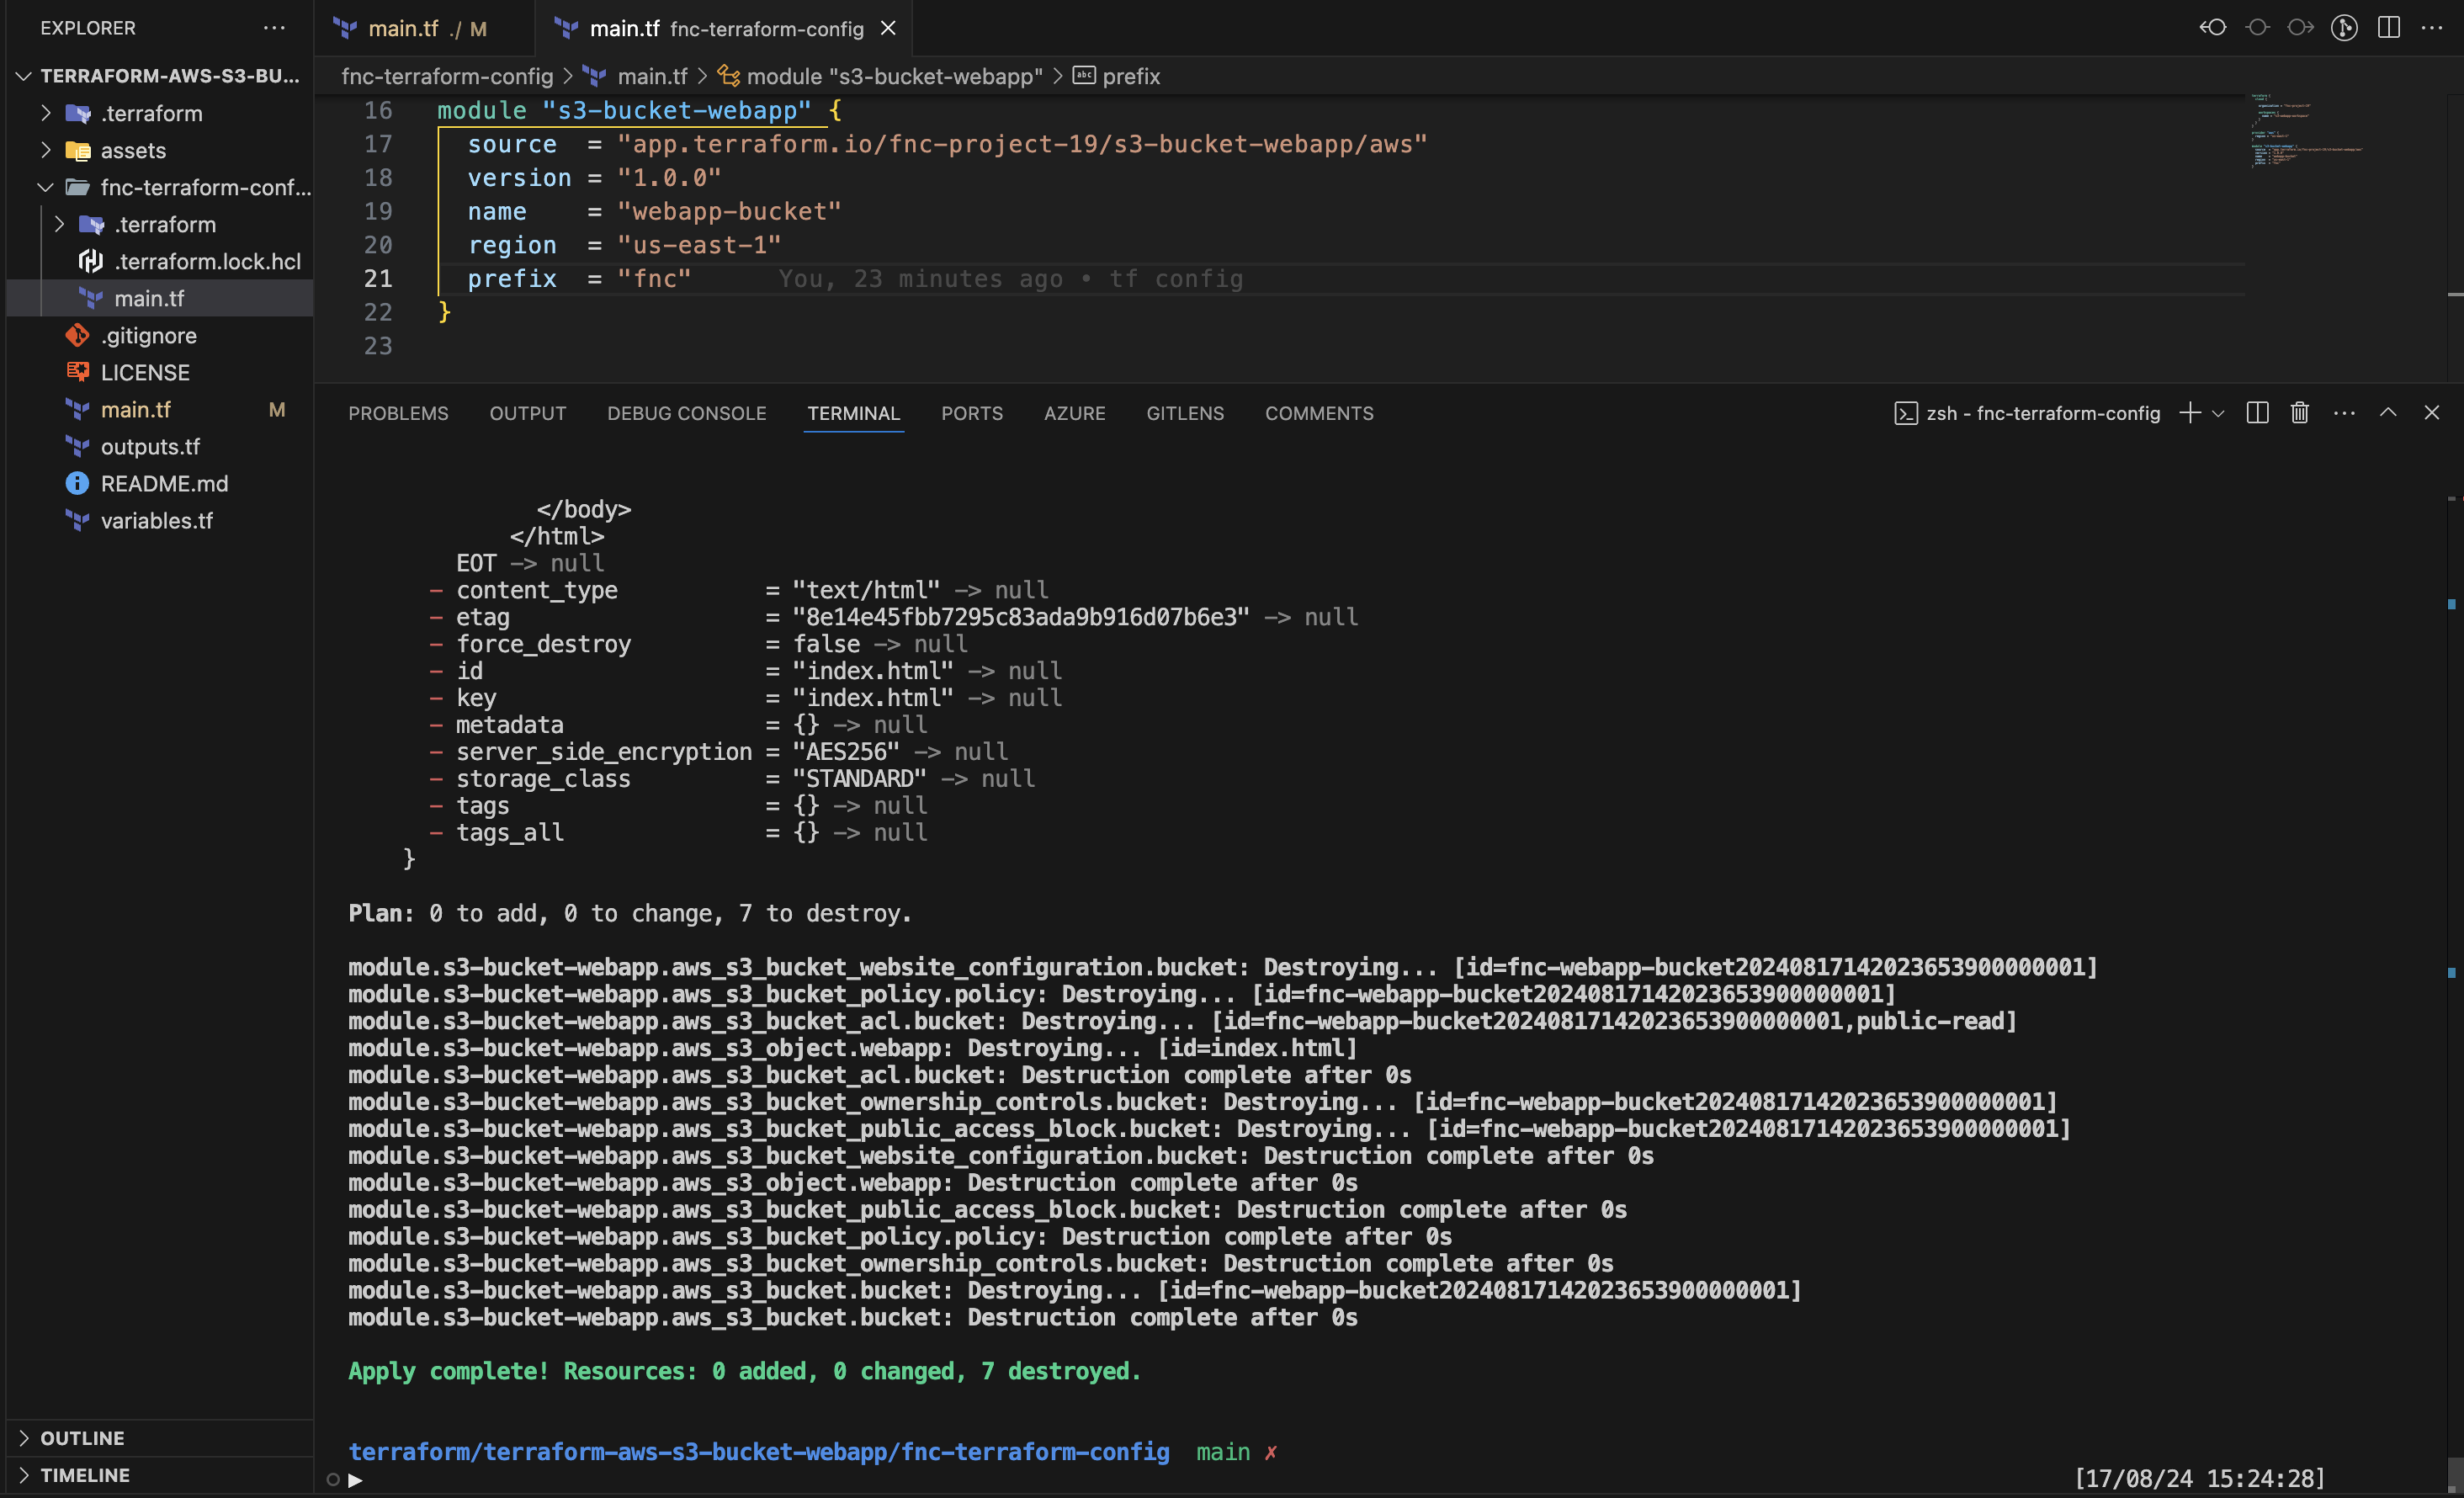 EXPLORER
TERRAFORM-AWS-S3-BU...
.terraform
assets
fnc-terraform-conf...
.terraform
.terraform.lock.hcl
main.tf
.gitignore
LICENSE
main.tf M
outputs.tf
README.md
variables.tf
OUTLINE
TIMELINE
main.tf ./ M
main.tf fnc-terraform-config
fnc-terraform-config > main.tf > module "s3-bucket-webapp" > abc prefix
16 module "s3-bucket-webapp" {
17 source = "app.terraform.io/fnc-project-19/s3-bucket-webapp/aws"
18 version = "1.0.0"
19 name = "webapp-bucket"
20 region = "us-east-1"
21 prefix = "fnc" You, 23 minutes ago • tf config
22 }
23
PROBLEMS OUTPUT DEBUG CONSOLE TERMINAL PORTS AZURE GITLENS COMMENTS
zsh - fnc-terraform-config
</body>
</html>
EOT -> null
- content_type = "text/html" -> null
- etag = "8e14e45fbb7295c83ada9b916d07b6e3" -> null
- force_destroy = false -> null
- id = "index.html" -> null
- key = "index.html" -> null
- metadata = {} -> null
- server_side_encryption = "AES256" -> null
- storage_class = "STANDARD" -> null
- tags = {} -> null
- tags_all = {} -> null
}
Plan: 0 to add, 0 to change, 7 to destroy.
module.s3-bucket-webapp.aws_s3_bucket_website_configuration.bucket: Destroying... [id=fnc-webapp-bucket20240817142023653900000001]
module.s3-bucket-webapp.aws_s3_bucket_policy.policy: Destroying... [id=fnc-webapp-bucket20240817142023653900000001]
module.s3-bucket-webapp.aws_s3_bucket_acl.bucket: Destroying... [id=fnc-webapp-bucket20240817142023653900000001,public-read]
module.s3-bucket-webapp.aws_s3_object.webapp: Destroying... [id=index.html]
module.s3-bucket-webapp.aws_s3_bucket_acl.bucket: Destruction complete after 0s
module.s3-bucket-webapp.aws_s3_bucket_ownership_controls.bucket: Destroying... [id=fnc-webapp-bucket20240817142023653900000001]
module.s3-bucket-webapp.aws_s3_bucket_public_access_block.bucket: Destroying... [id=fnc-webapp-bucket20240817142023653900000001]
module.s3-bucket-webapp.aws_s3_bucket_website_configuration.bucket: Destruction complete after 0s
module.s3-bucket-webapp.aws_s3_object.webapp: Destruction complete after 0s
module.s3-bucket-webapp.aws_s3_bucket_public_access_block.bucket: Destruction complete after 0s
module.s3-bucket-webapp.aws_s3_bucket_policy.policy: Destruction complete after 0s
module.s3-bucket-webapp.aws_s3_bucket_ownership_controls.bucket: Destruction complete after 0s
module.s3-bucket-webapp.aws_s3_bucket.bucket: Destroying... [id=fnc-webapp-bucket20240817142023653900000001]
module.s3-bucket-webapp.aws_s3_bucket.bucket: Destruction complete after 0s
Apply complete! Resources: 0 added, 0 changed, 7 destroyed.
terraform/terraform-aws-s3-bucket-webapp/fnc-terraform-config main ✗
[17/08/24 15:24:28]